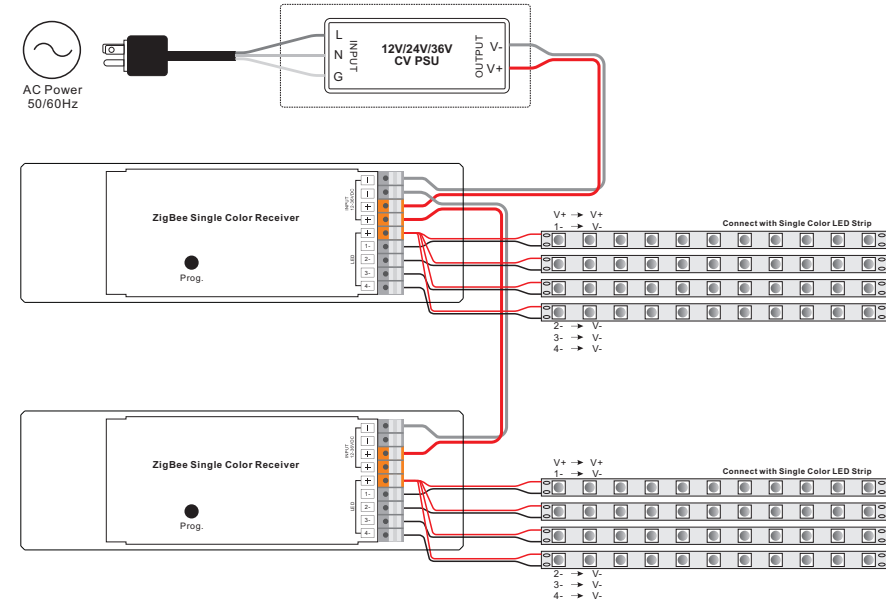 AC Power
50/60Hz
L
N
G
INPUT
12V/24V/36V
CV PSU
OUTPUT
V-
V+
ZigBee Single Color Receiver
Prog.
INPUT
12-36VDC
LED
1-
2-
3-
4-
V+ → V+
1- → V-
Connect with Single Color LED Strip
2- → V-
3- → V-
4- → V-
ZigBee Single Color Receiver
Prog.
INPUT
12-36VDC
LED
1-
2-
3-
4-
V+ → V+
1- → V-
Connect with Single Color LED Strip
2- → V-
3- → V-
4- → V-